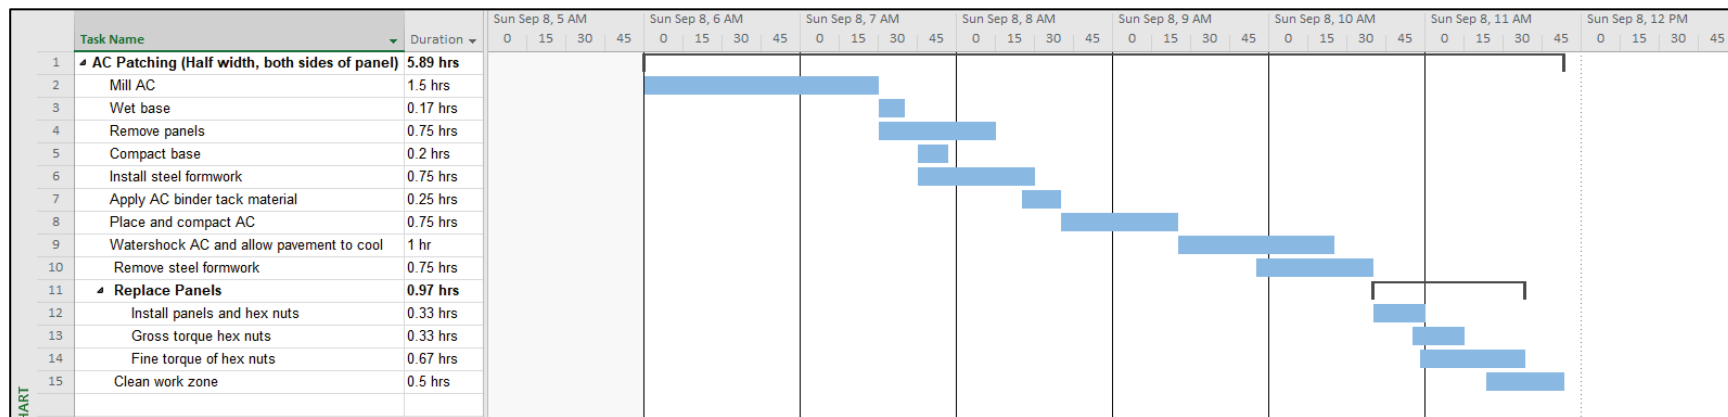 Sun Sep 8, 5 AM Sun Sep 8, 6 AM Sun Sep 8, 7 AM Sun Sep 8, 8 AM Sun Sep 8, 9 AM Sun Sep 8, 10 AM Sun Sep 8, 11 AM Sun Sep 8, 12 PM
Task Name Duration 0 15 30 45 0 15 30 45 0 15 30 45 0 15 30 45 0 15 30 45 0 15 30 45 0 15 30 45 0 15 30 45
1 AC Patching (Half width, both sides of panel) 5.89 hrs
2 Mill AC 1.5 hrs
3 Wet base 0.17 hrs
4 Remove panels 0.75 hrs
5 Compact base 0.2 hrs
6 Install steel formwork 0.75 hrs
7 Apply AC binder tack material 0.25 hrs
8 Place and compact AC 0.75 hrs
9 Watershock AC and allow pavement to cool 1 hr
10 Remove steel formwork 0.75 hrs
11 Replace Panels 0.97 hrs
12 Install panels and hex nuts 0.33 hrs
13 Gross torque hex nuts 0.33 hrs
14 Fine torque of hex nuts 0.67 hrs
15 Clean work zone 0.5 hrs